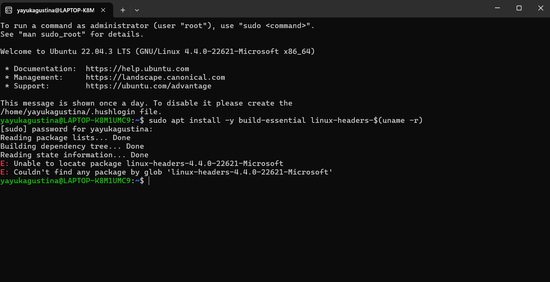 yayukagustina@LAPTOP-K8M
To run a command as administrator (user "root"), use "sudo <command>".
See "man sudo_root" for details.
Welcome to Ubuntu 22.04.3 LTS (GNU/Linux 4.4.0-22621-Microsoft x86_64)
* Documentation:  https://help.ubuntu.com
* Management:     https://landscape.canonical.com
* Support:        https://ubuntu.com/advantage
This message is shown once a day. To disable it please create the
/home/yayukagustina/.hushlogin file.
yayukagustina@LAPTOP-K8M1UMC9:~$ sudo apt install -y build-essential linux-headers-$(uname -r)
[sudo] password for yayukagustina:
Reading package lists... Done
Building dependency tree... Done
Reading state information... Done
E: Unable to locate package linux-headers-4.4.0-22621-Microsoft
E: Couldn't find any package by glob 'linux-headers-4.4.0-22621-Microsoft'
yayukagustina@LAPTOP-K8M1UMC9:~$